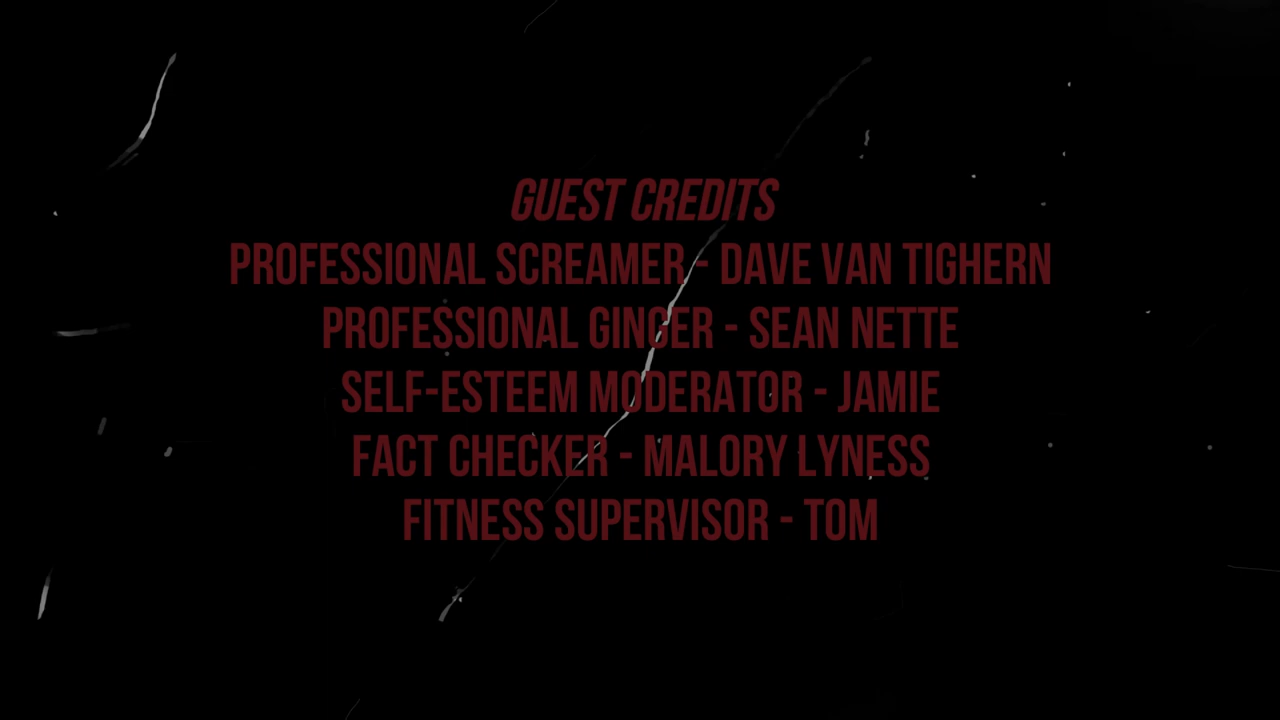 GUEST CREDITS
PROFESSIONAL SCREAMER - DAVE VAN TIGHERN
PROFESSIONAL GINGER - SEAN NETTE
SELF-ESTEEM MODERATOR - JAMIE
FACT CHECKER - MALORY LYNESS
FITNESS SUPERVISOR - TOM